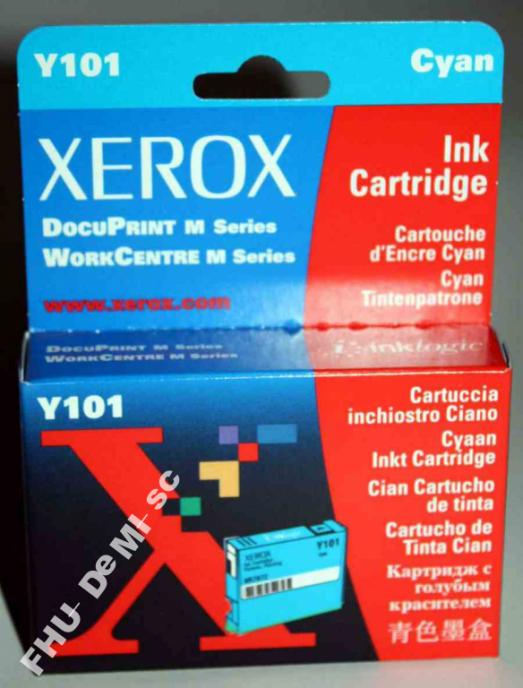 Y101
Cyan
XEROX
DocuPrint M Series
WorkCentre M Series
www.xerox.com
Ink
Cartridge
Cartouche
d'Encre Cyan
Cyan
Tintenpatrone
DocuPrint M Series
WorkCentre M Series
inklogic
Y101
Cartuccia
inchiostro Ciano
Cyaan
Inkt Cartridge
Cian Cartucho
de tinta
Cartucho de
Tinta Cian
Картридж с
голубым
красителем
青色墨盒
XEROX
Y101
FHU- De MI- sc